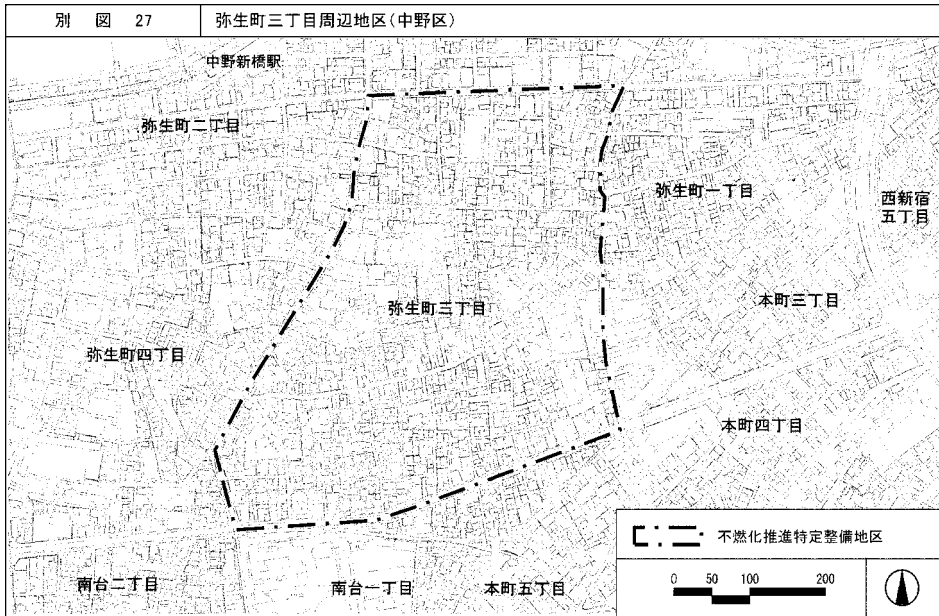 別図 27 弥生町三丁目周辺地区(中野区)
中野新橋駅
弥生町二丁目
弥生町一丁目
西新宿
五丁目
本町三丁目
弥生町三丁目
弥生町四丁目
本町四丁目
不燃化推進特定整備地区
南台二丁目
南台一丁目
本町五丁目
0 50 100 200